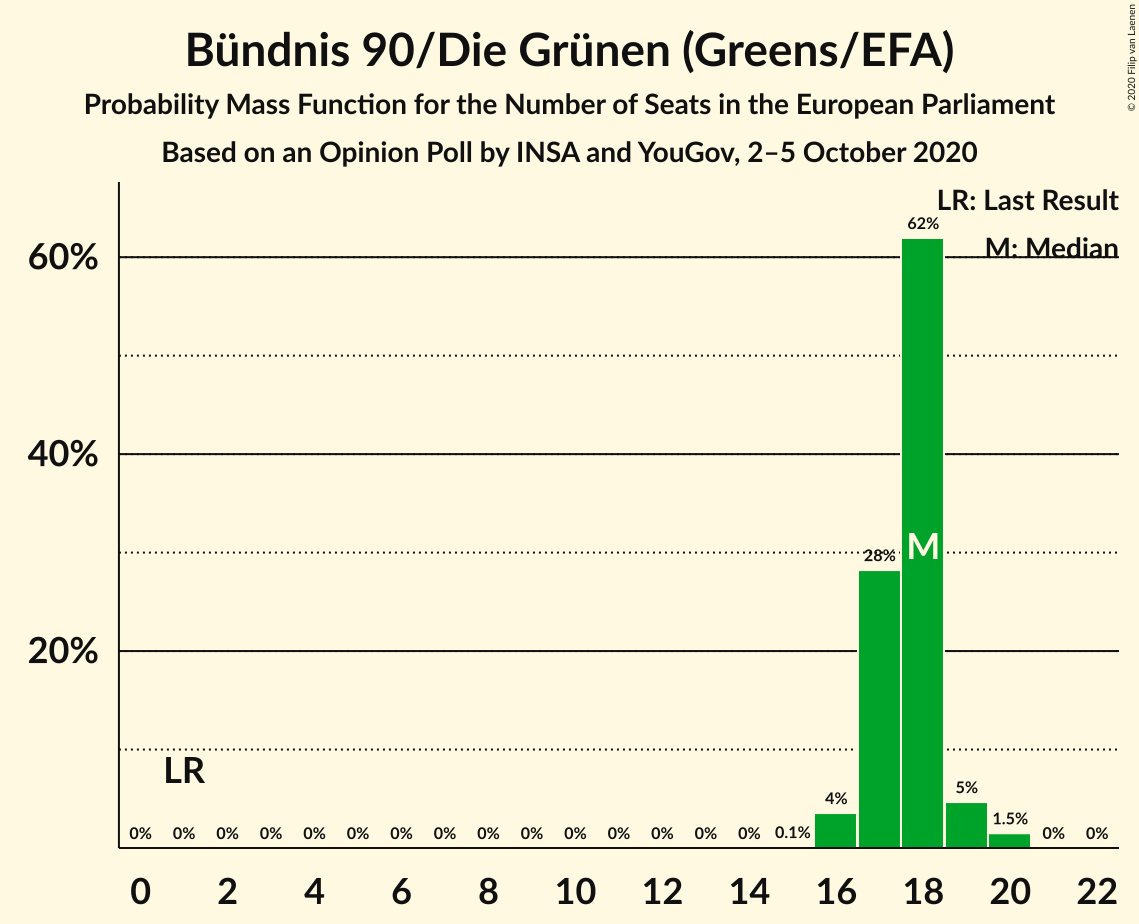 Bündnis 90/Die Grünen (Greens/EFA)
Probability Mass Function for the Number of Seats in the European Parliament
Based on an Opinion Poll by INSA and YouGov, 2–5 October 2020
© 2020 Filip van Laenen
LR: Last Result
M: Median
62%
60%
40%
28%
M
20%
LR
0% 0% 0% 0% 0% 0% 0% 0% 0% 0% 0% 0% 0% 0% 0% 0.1% 4% 5% 1.5% 0% 0%
0 2 4 6 8 10 12 14 16 18 20 22